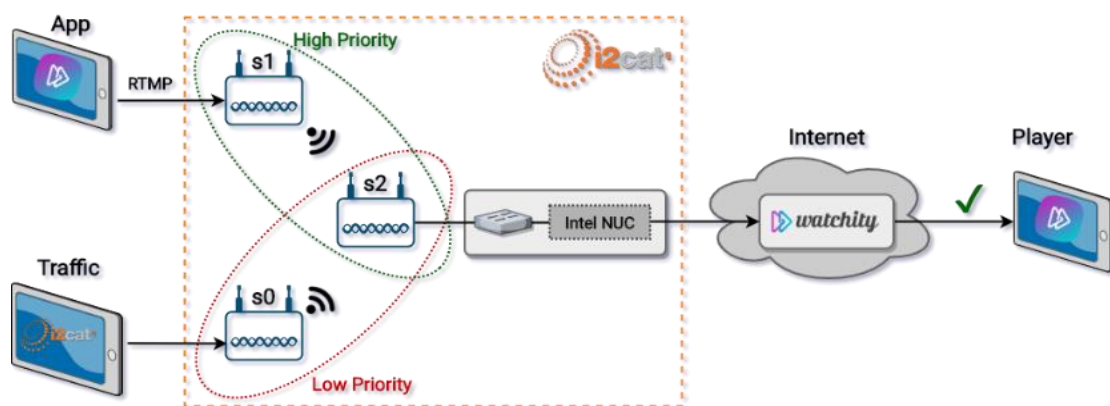 App
High Priority
i2cat
s1
RTMP
Internet
Player
s2
Intel NUC
watchity
Traffic
s0
i2cat
Low Priority